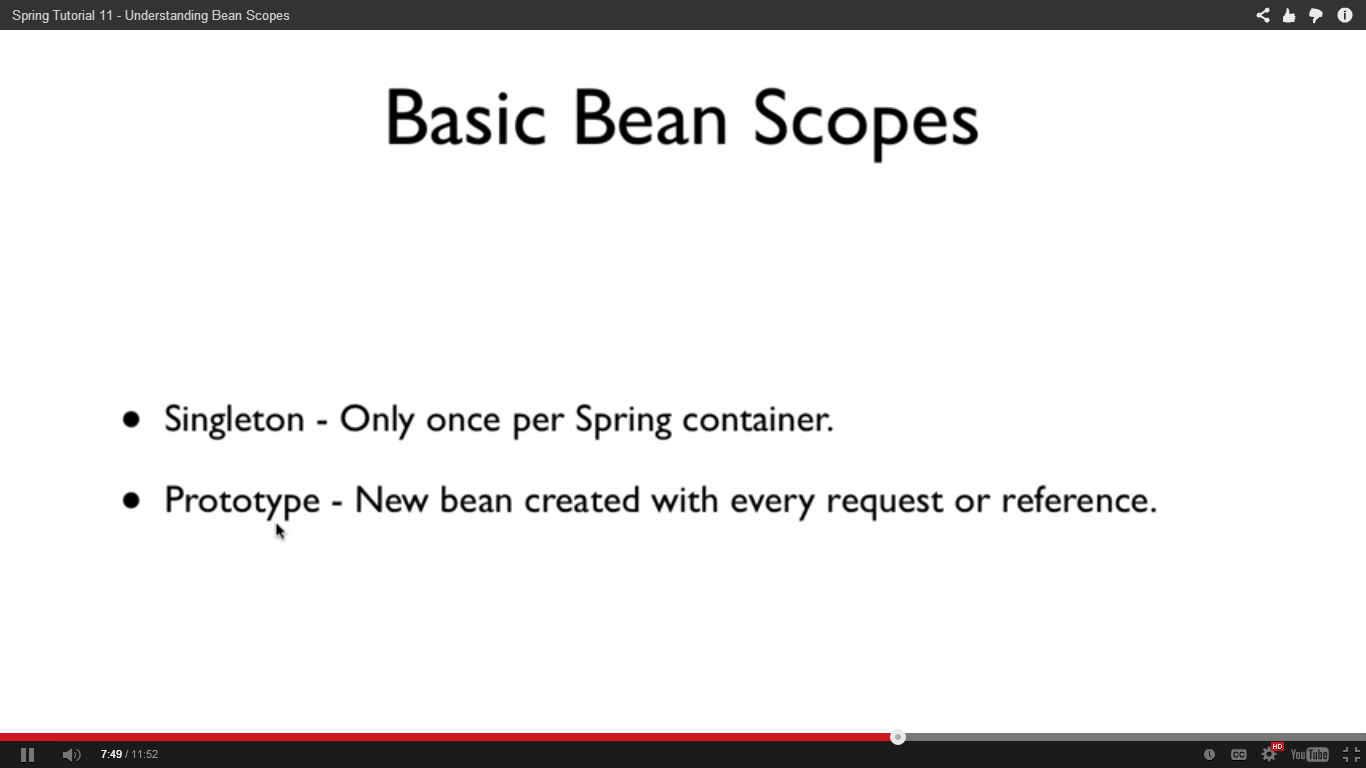 Spring Tutorial 11 - Understanding Bean Scopes
Basic Bean Scopes
● Singleton - Only once per Spring container.
● Prototype - New bean created with every request or reference.
7:49 / 11:52
CC
HD
YouTube